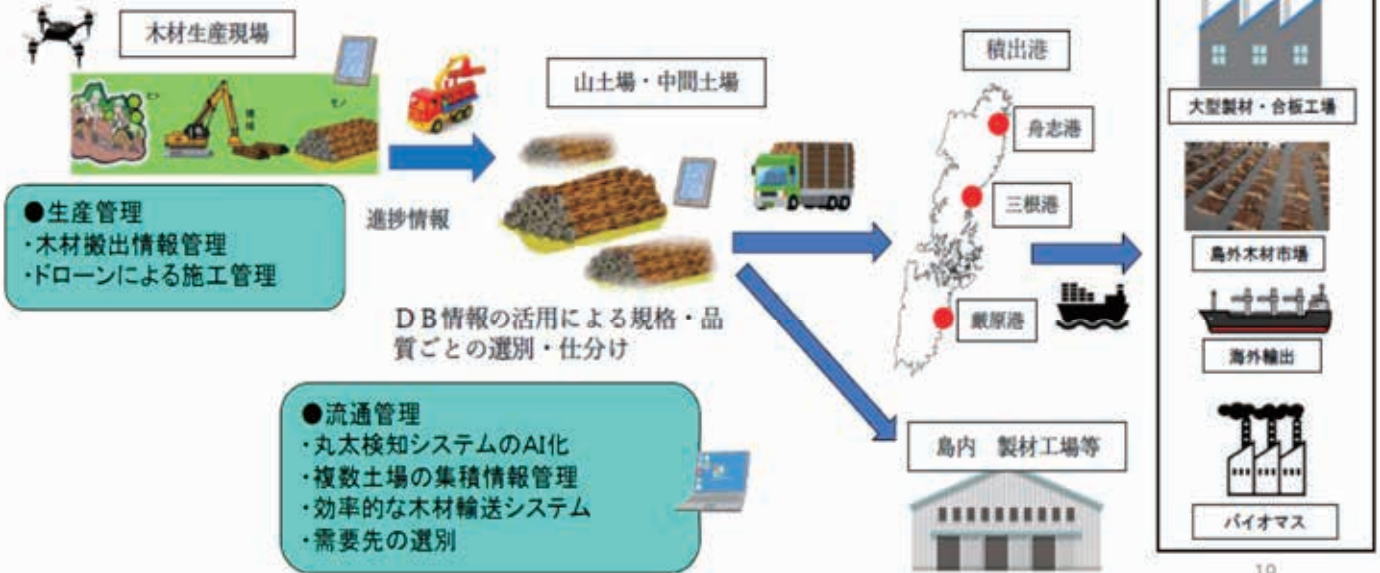 木材生産現場
ヒト
機械
モノ
●生産管理
・木材搬出情報管理
・ドローンによる施工管理
進捗情報
山土場・中間土場
DB情報の活用による規格・品
質ごとの選別・仕分け
●流通管理
・丸太検知システムのAI化
・複数土場の集積情報管理
・効率的な木材輸送システム
・需要先の選別
積出港
舟志港
三根港
厳原港
島内 製材工場等
大型製材・合板工場
島外木材市場
海外輸出
バイオマス
19